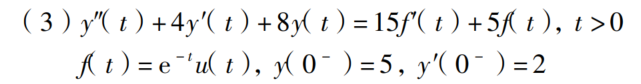 (3) y″(t)+4y′(t)+8y(t)=15f′(t)+5f(t), t>0
f(t)=e⁻ᵗu(t), y(0⁻)=5, y′(0⁻)=2